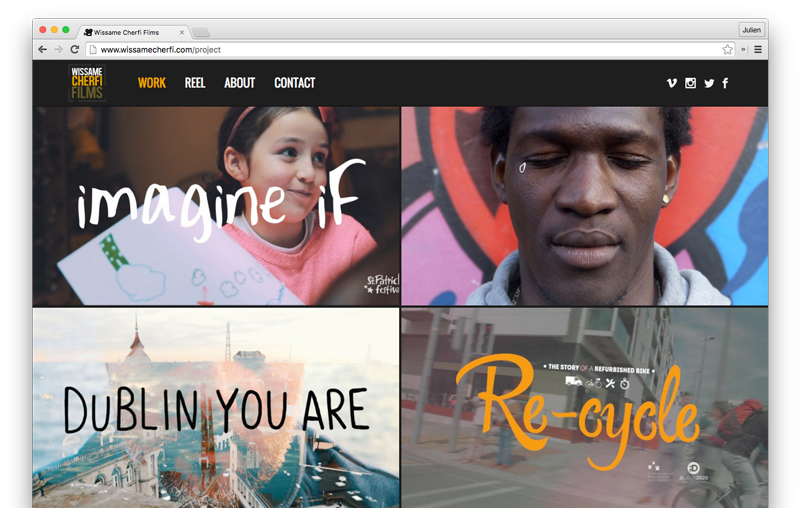 Wissame Cherfi Films
Julien
www.wissamecherfi.com/project
WISSAME
CHERFI
FILMS
WORK REEL ABOUT CONTACT
imagine if
St.Patrick
festival
DUBLIN YOU ARE
THE STORY OF A REFURBISHED BIKE
Re-cycle